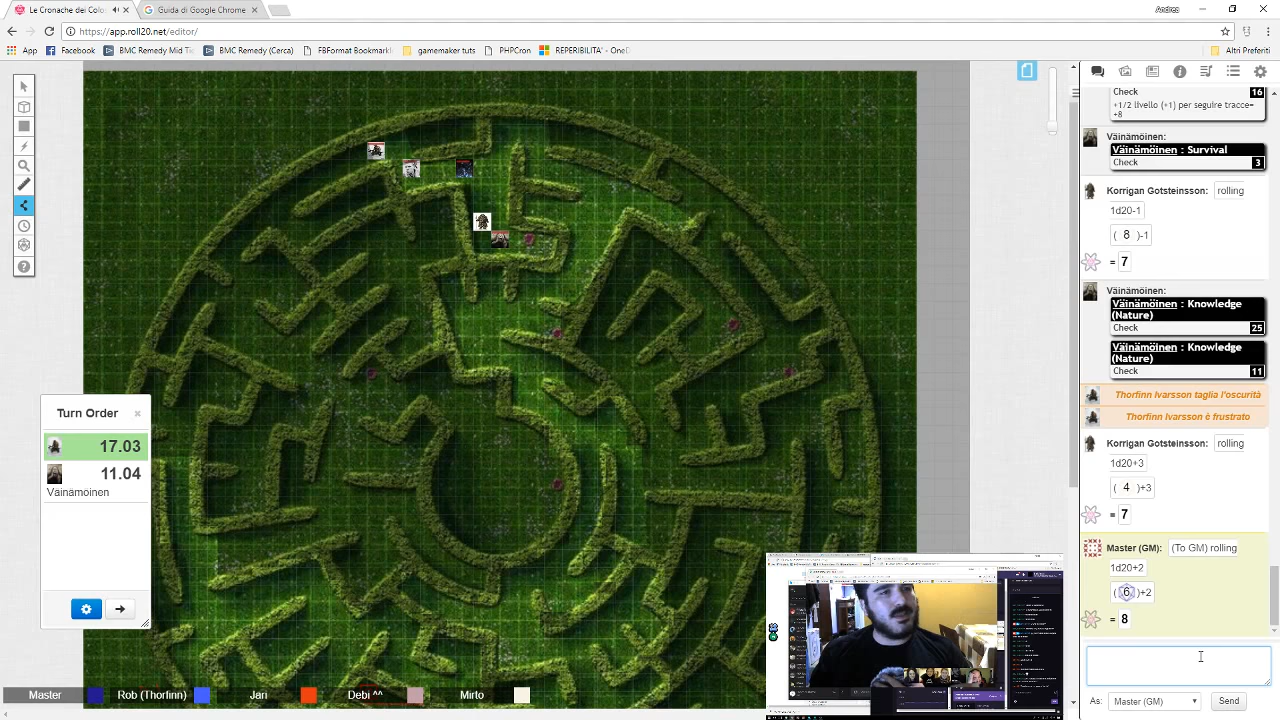 Le Cronache dei Colos
Guida di Google Chrome
Andrea
https://app.roll20.net/editor/
App
Facebook
BMC Remedy Mid Tie
BMC Remedy (Cerca)
FBFormat Bookmarkl
gamemaker tuts
PHPCron
REPERIBILITA' - OneD
Altri Preferiti
Check 16
+1/2 livello (+1) per seguire tracce=
+8
Väinämöinen:
Väinämöinen : Survival
Check 3
Korrigan Gotsteinsson: rolling
1d20-1
( 8 )-1
= 7
Väinämöinen:
Väinämöinen : Knowledge
(Nature)
Check 25
Väinämöinen : Knowledge
(Nature)
Check 11
Thorfinn Ivarsson taglia l'oscurità
Thorfinn Ivarsson è frustrato
Korrigan Gotsteinsson: rolling
1d20+3
( 4 )+3
= 7
Master (GM): (To GM) rolling
1d20+2
( 6 )+2
= 8
As: Master (GM) Send
Turn Order
17.03
11.04
Väinämoinen
Master
Rob (Thorfinn)
Jan
Debi ^^
Mirto